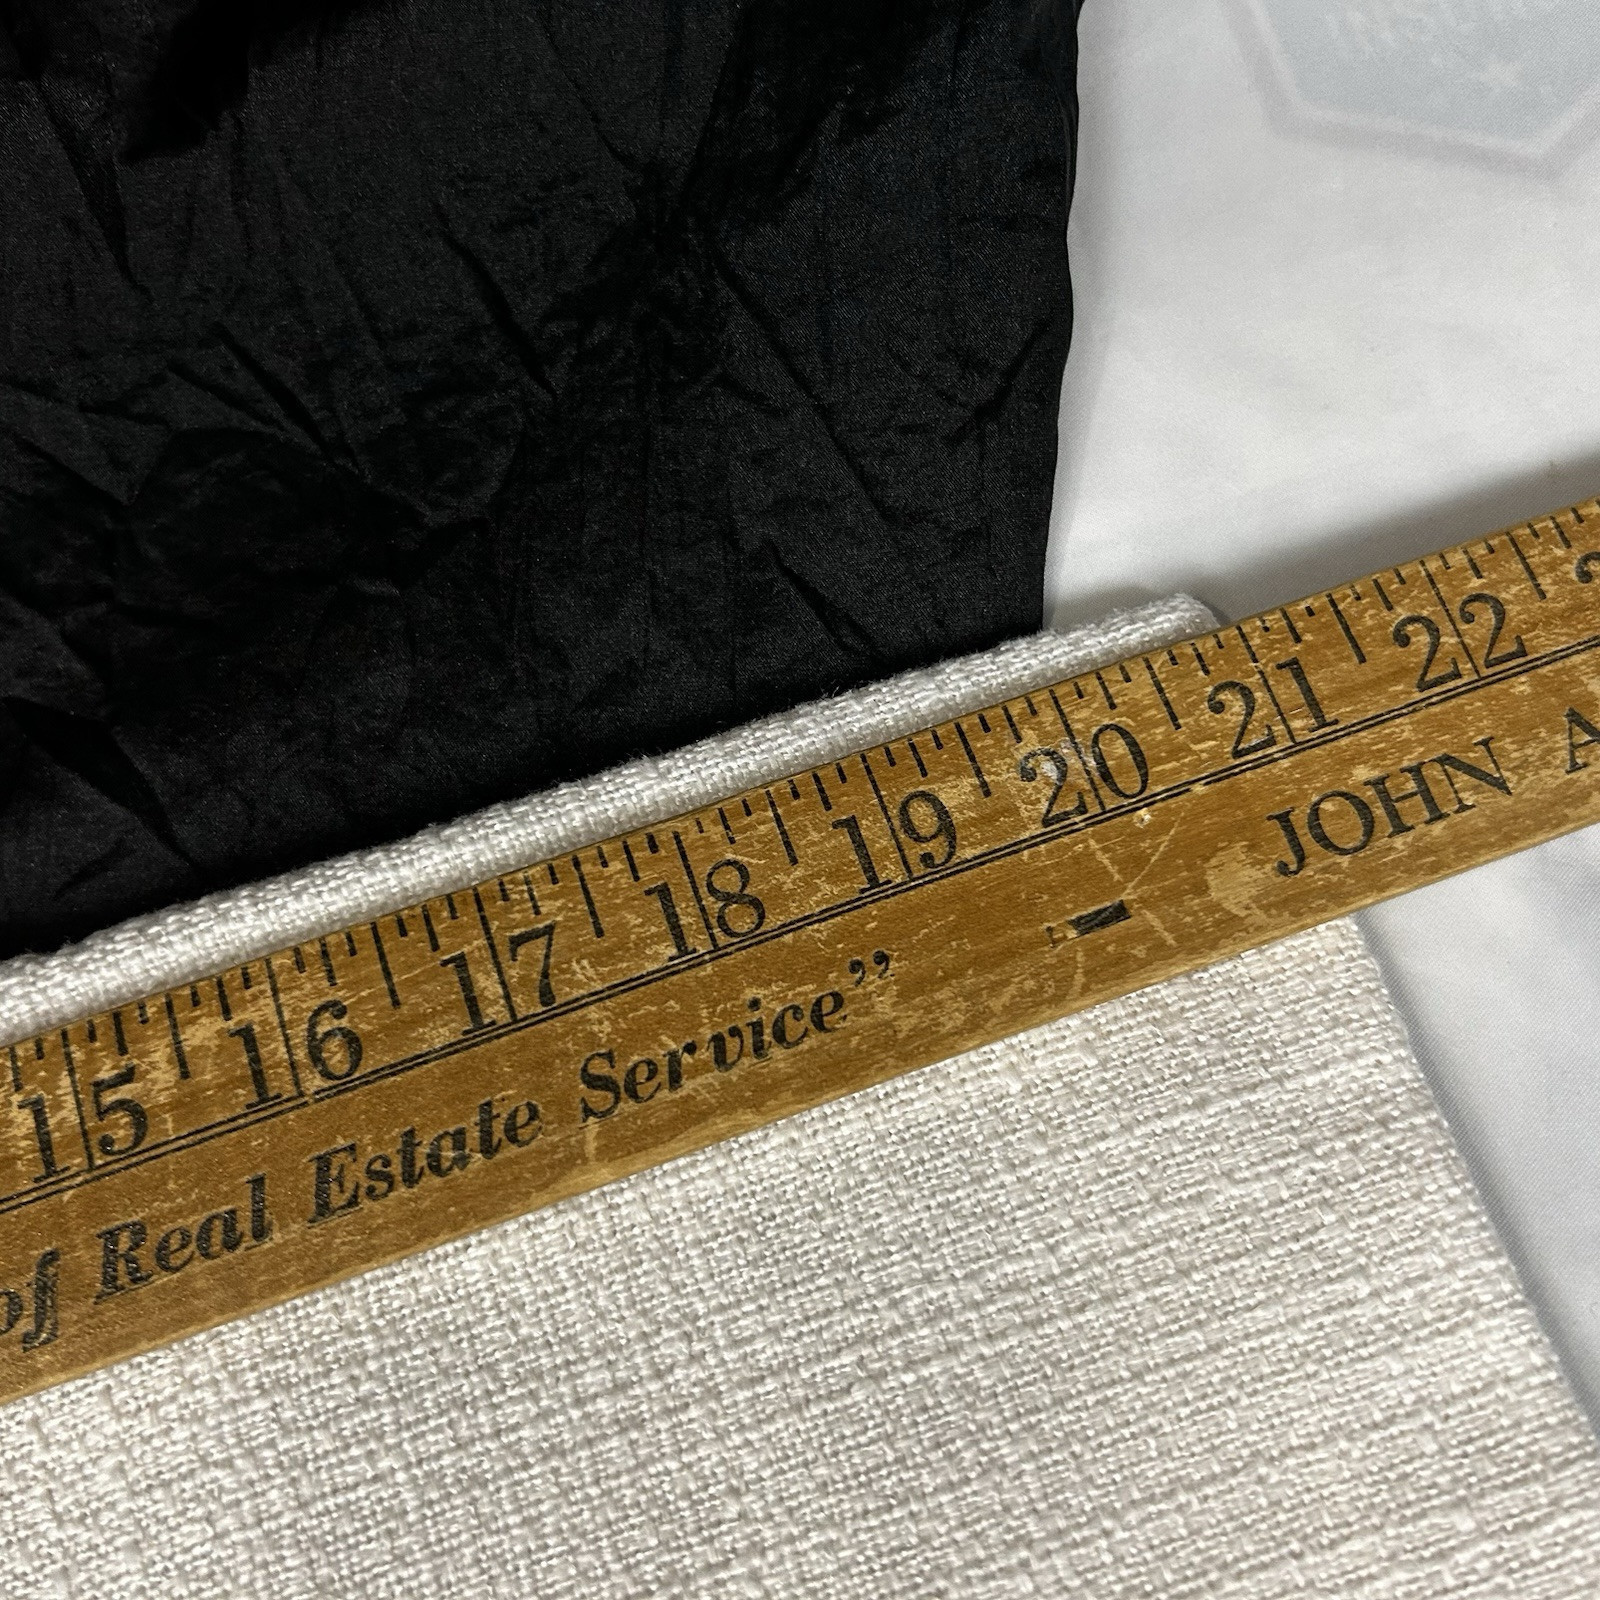 15 16 17 18 19 20 21 22
of Real Estate Service” JOHN